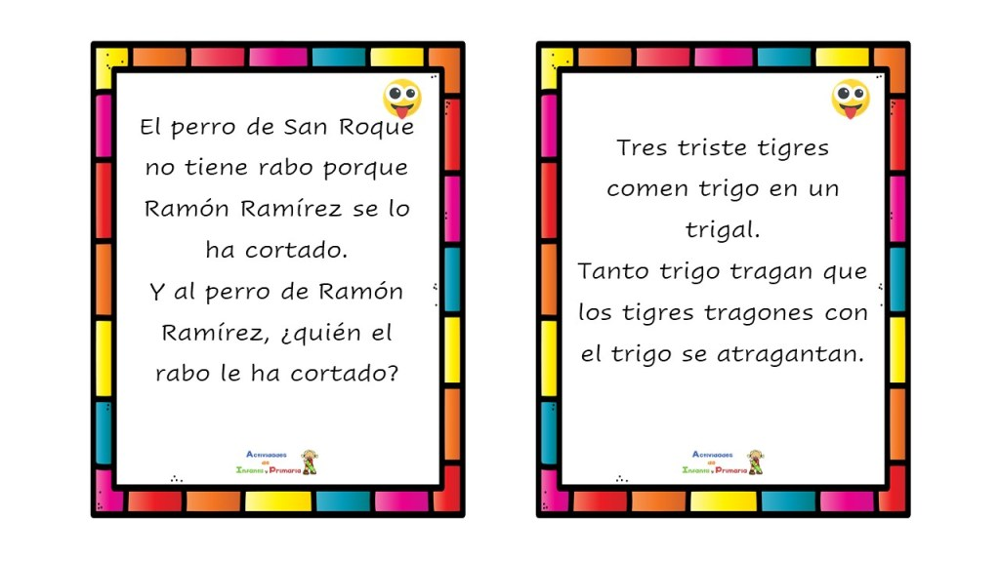 El perro de San Roque
no tiene rabo porque
Ramón Ramírez se lo
ha cortado.
Y al perro de Ramón
Ramírez, ¿quién el
rabo le ha cortado?
Actividades
de
Infantil y Primaria
Tres triste tigres
comen trigo en un
trigal.
Tanto trigo tragan que
los tigres tragones con
el trigo se atragantan.
Actividades
de
Infantil y Primaria